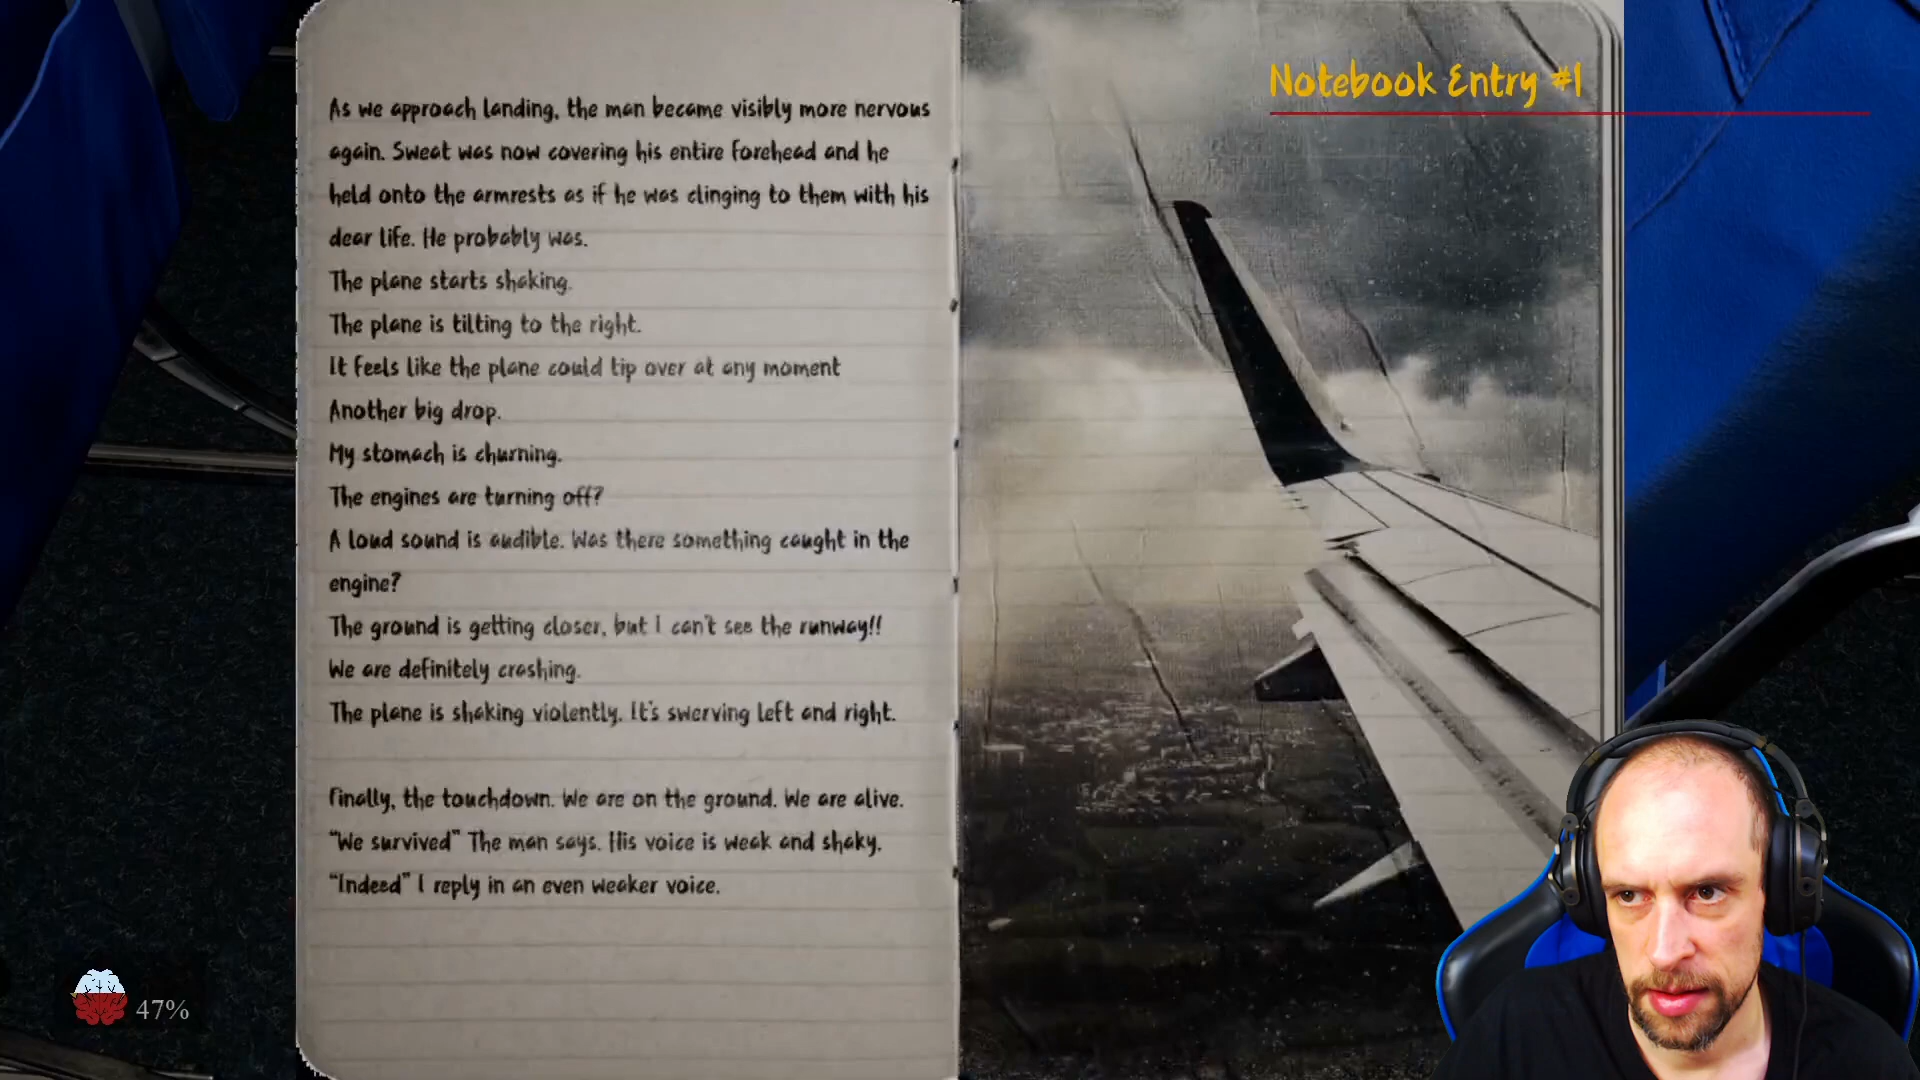 Notebook Entry #1
As we approach landing, the man became visibly more nervous
again. Sweat was now covering his entire forehead and he
held onto the armrests as if he was clinging to them with his
dear life. He probably was.
The plane starts shaking.
The plane is tilting to the right.
It feels like the plane could tip over at any moment
Another big drop.
My stomach is churning.
The engines are turning off?
A loud sound is audible. Was there something caught in the
engine?
The ground is getting closer, but I can't see the runway!!
We are definitely crashing.
The plane is shaking violently. It's swerving left and right.
Finally, the touchdown. We are on the ground. We are alive.
"We survived" The man says. His voice is weak and shaky.
"Indeed" I reply in an even weaker voice.
47%